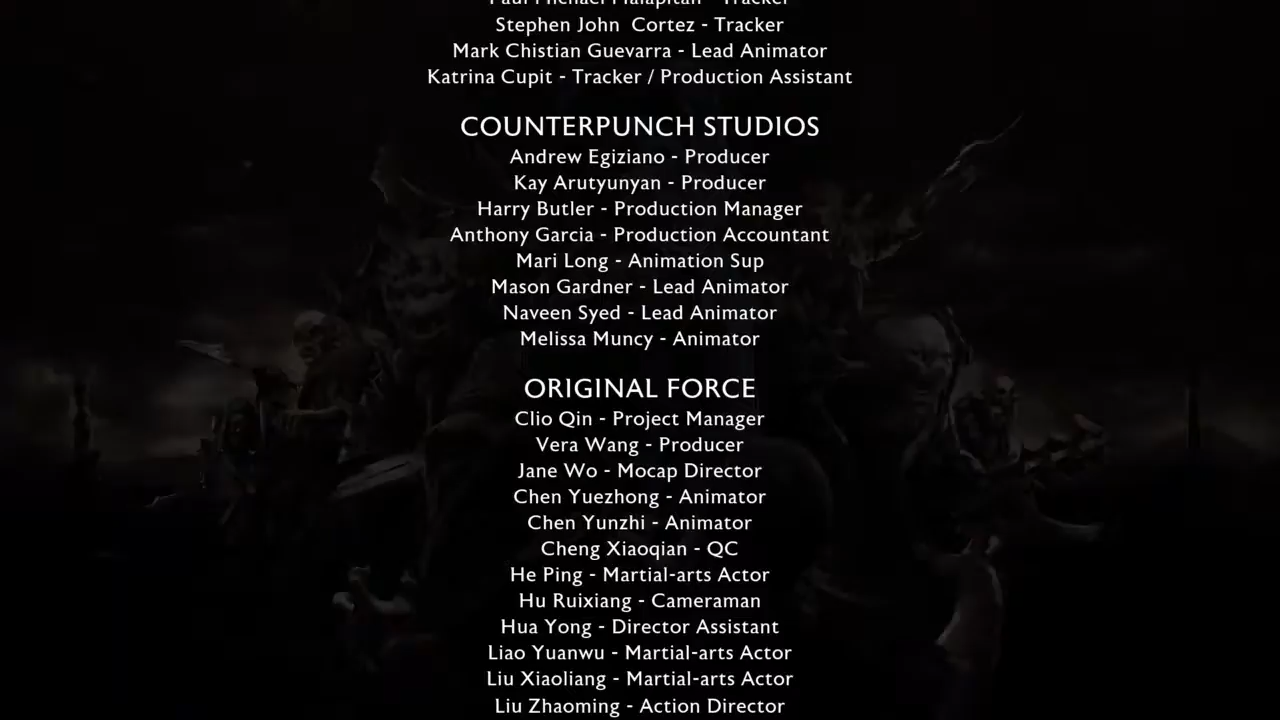 Stephen John Cortez - Tracker
Mark Chistian Guevarra - Lead Animator
Katrina Cupit - Tracker / Production Assistant
COUNTERPUNCH STUDIOS
Andrew Egiziano - Producer
Kay Arutyunyan - Producer
Harry Butler - Production Manager
Anthony Garcia - Production Accountant
Mari Long - Animation Sup
Mason Gardner - Lead Animator
Naveen Syed - Lead Animator
Melissa Muncy - Animator
ORIGINAL FORCE
Clio Qin - Project Manager
Vera Wang - Producer
Jane Wo - Mocap Director
Chen Yuezhong - Animator
Chen Yunzhi - Animator
Cheng Xiaoqian - QC
He Ping - Martial-arts Actor
Hu Ruixiang - Cameraman
Hua Yong - Director Assistant
Liao Yuanwu - Martial-arts Actor
Liu Xiaoliang - Martial-arts Actor
Liu Zhaoming - Action Director